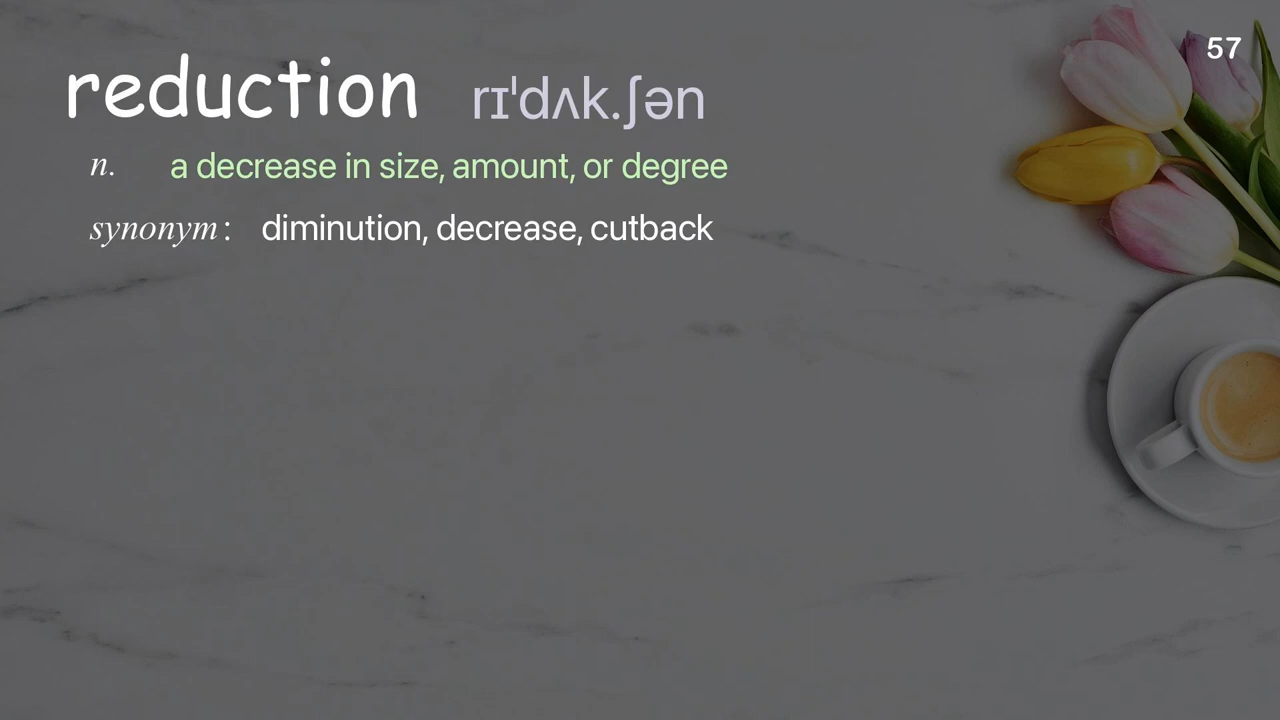 57
reduction rɪˈdʌk.ʃən
n. a decrease in size, amount, or degree
synonym: diminution, decrease, cutback